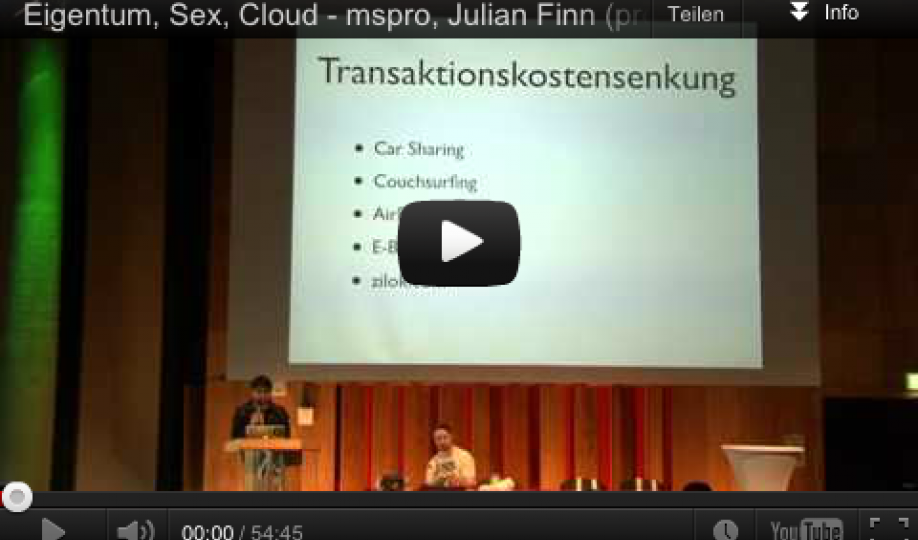 Eigentum, Sex, Cloud - mspro, Julian Finn (pr
Teilen
Info
Transaktionskostensenkung
• Car Sharing
• Couchsurfing
00:00 / 54:45
YouTube